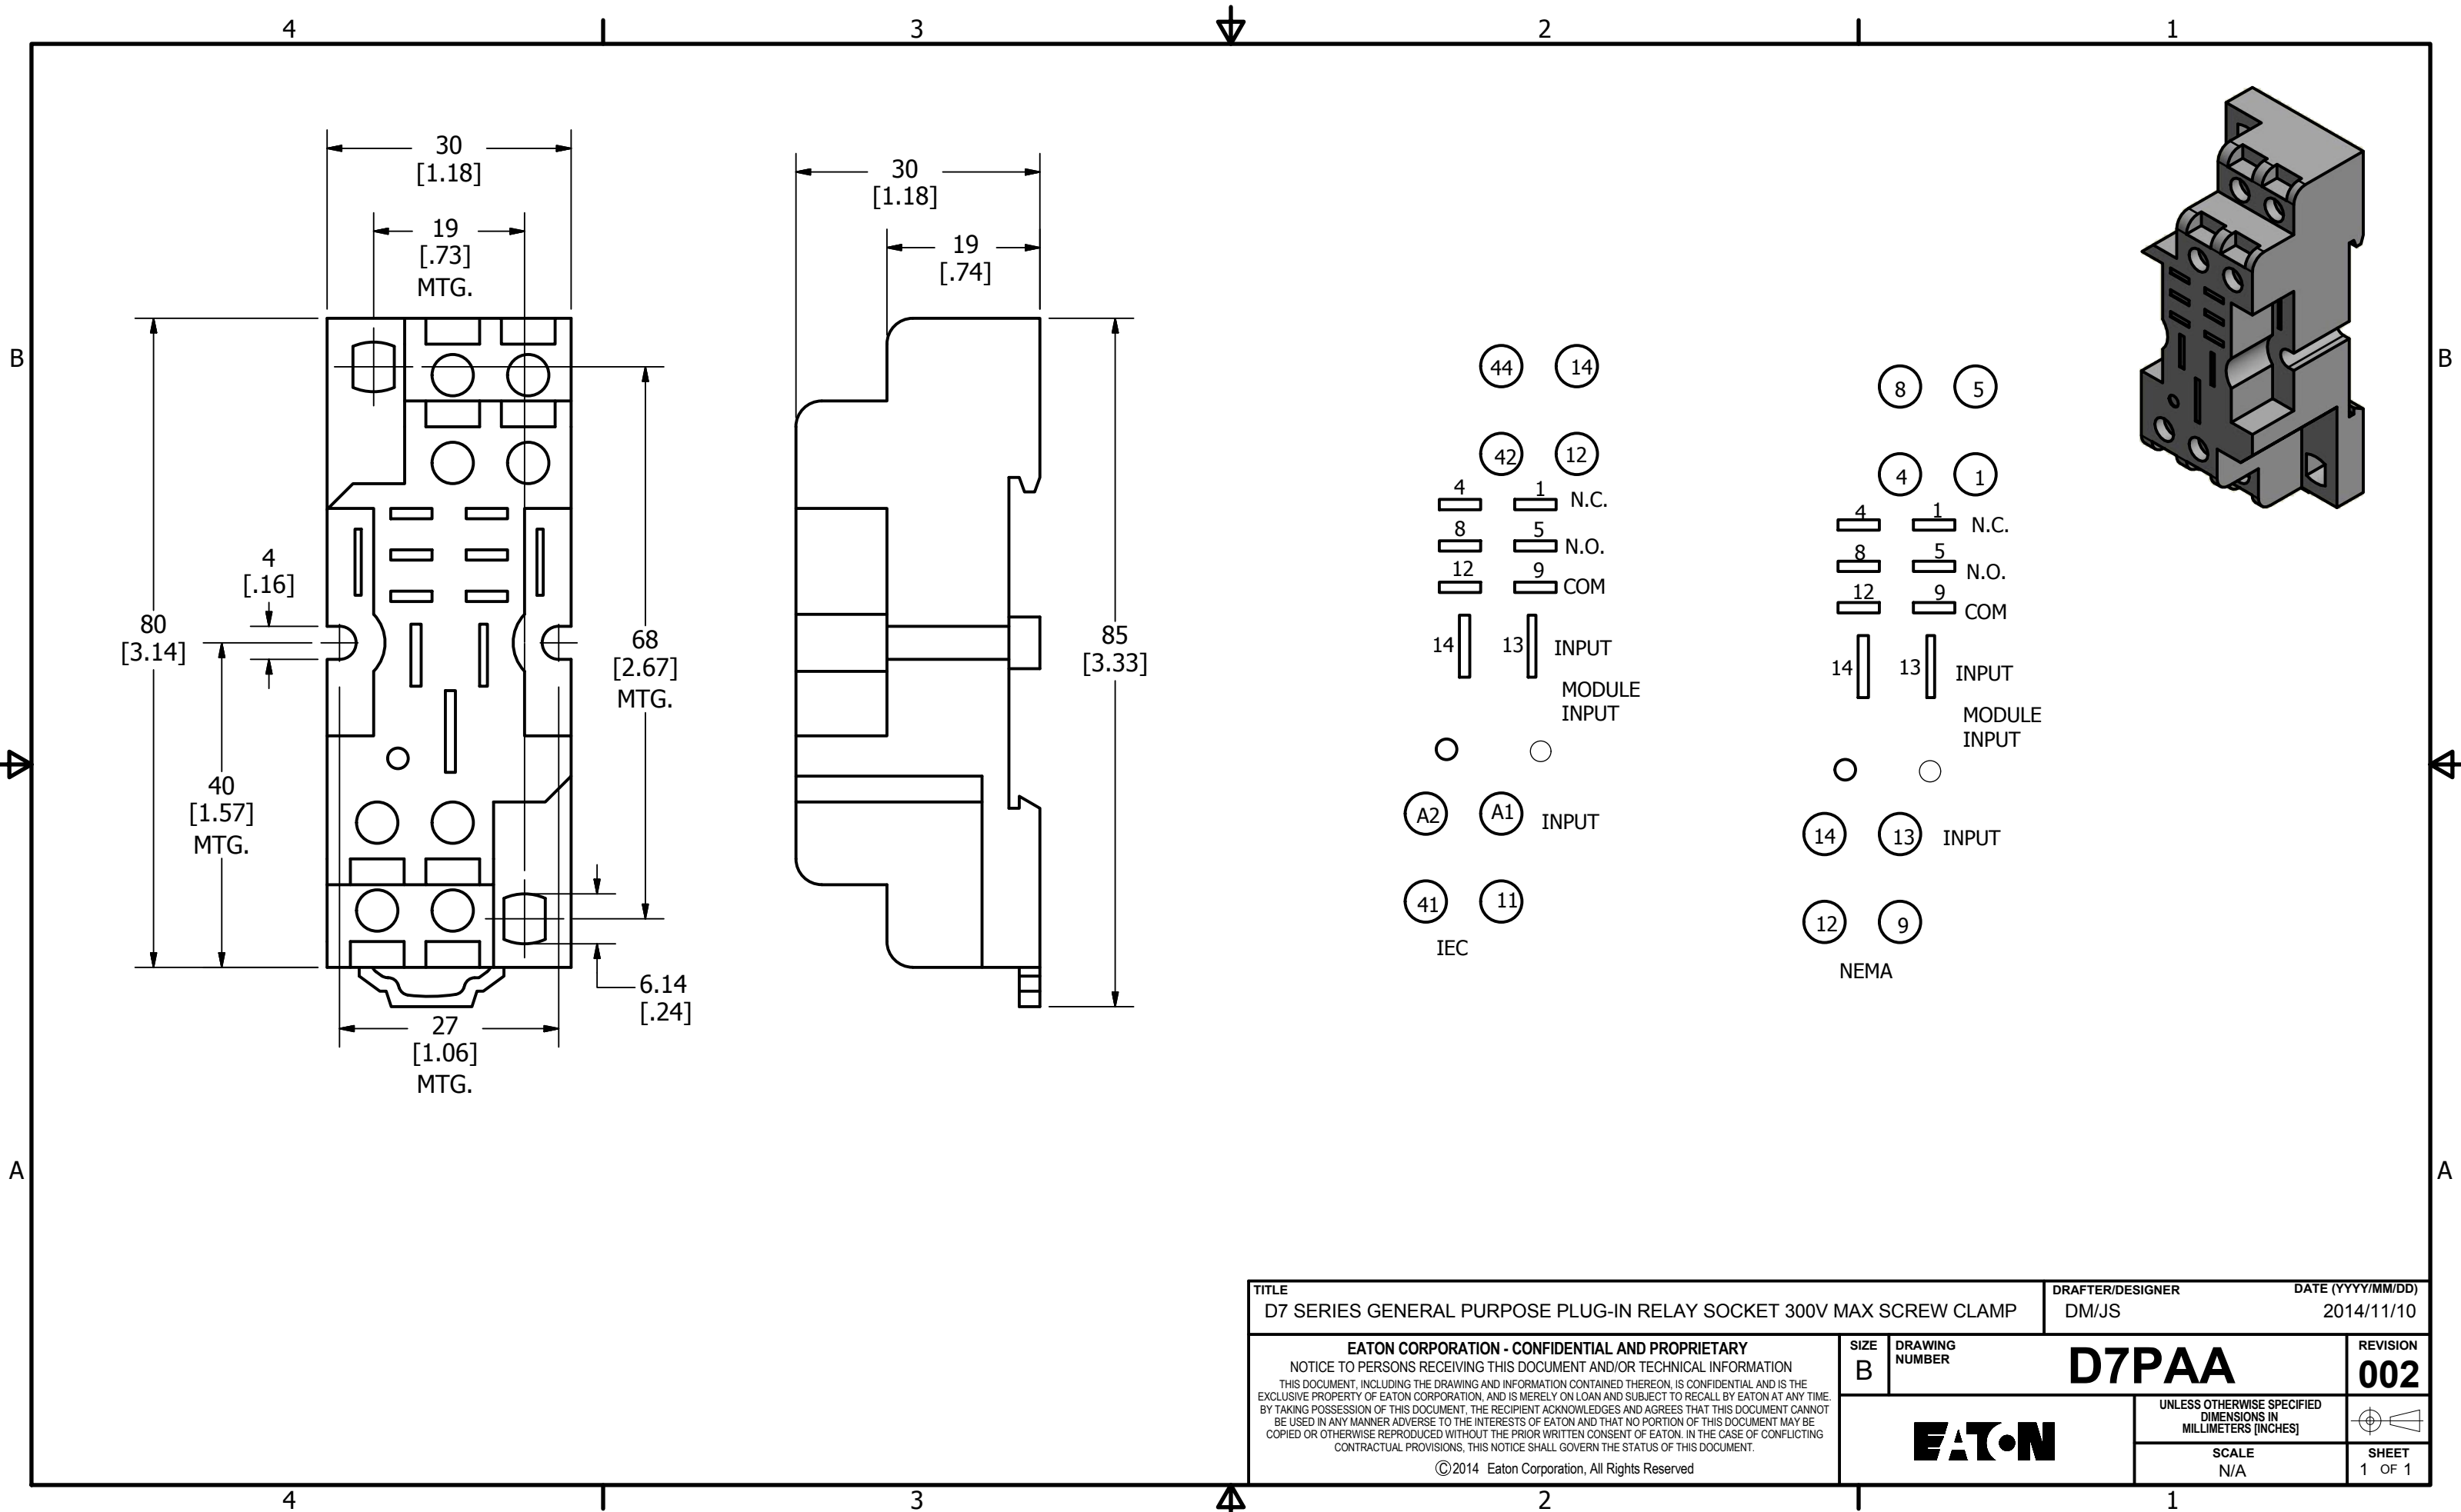 4
3
2
1
B
B
A
A
30
[1.18]
19
[.73]
MTG.
4
[.16]
80
[3.14]
40
[1.57]
MTG.
68
[2.67]
MTG.
6.14
[.24]
27
[1.06]
MTG.
30
[1.18]
19
[.74]
85
[3.33]
44
14
42
12
4
1
N.C.
8
5
N.O.
12
9
COM
14
13
INPUT
MODULE
INPUT
A2
A1
INPUT
41
11
IEC
8
5
4
1
4
1
N.C.
8
5
N.O.
12
9
COM
14
13
INPUT
MODULE
INPUT
14
13
INPUT
12
9
NEMA
TITLE
D7 SERIES GENERAL PURPOSE PLUG-IN RELAY SOCKET 300V MAX SCREW CLAMP
DRAFTER/DESIGNER
DM/JS
DATE (YYYY/MM/DD)
2014/11/10
EATON CORPORATION - CONFIDENTIAL AND PROPRIETARY
NOTICE TO PERSONS RECEIVING THIS DOCUMENT AND/OR TECHNICAL INFORMATION
THIS DOCUMENT, INCLUDING THE DRAWING AND INFORMATION CONTAINED THEREON, IS CONFIDENTIAL AND IS THE
EXCLUSIVE PROPERTY OF EATON CORPORATION, AND IS MERELY ON LOAN AND SUBJECT TO RECALL BY EATON AT ANY TIME.
BY TAKING POSSESSION OF THIS DOCUMENT, THE RECIPIENT ACKNOWLEDGES AND AGREES THAT THIS DOCUMENT CANNOT
BE USED IN ANY MANNER ADVERSE TO THE INTERESTS OF EATON AND THAT NO PORTION OF THIS DOCUMENT MAY BE
COPIED OR OTHERWISE REPRODUCED WITHOUT THE PRIOR WRITTEN CONSENT OF EATON. IN THE CASE OF CONFLICTING
CONTRACTUAL PROVISIONS, THIS NOTICE SHALL GOVERN THE STATUS OF THIS DOCUMENT.
©2014 Eaton Corporation, All Rights Reserved
SIZE
B
DRAWING
NUMBER
D7PAA
REVISION
002
EATON
UNLESS OTHERWISE SPECIFIED
DIMENSIONS IN
MILLIMETERS [INCHES]
SCALE
N/A
SHEET
1 OF 1
4
3
2
1